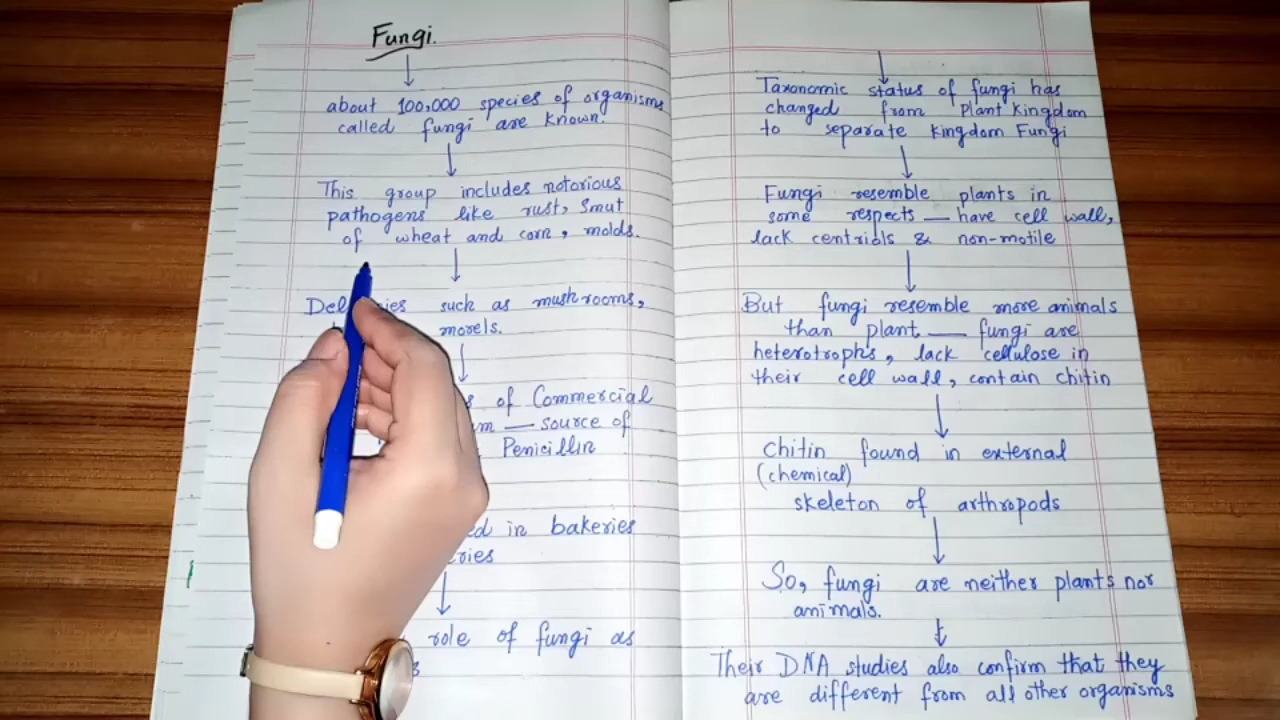 Fungi.
about 100,000 species of organisms
called fungi are known.
This group includes notorious
pathogens like rust, Smut
of wheat and corn, molds.
such as mushrooms,
morels.
of Commercial
source of
Penicillin
in bakeries
role of fungi as
Taxonomic status of fungi has
changed from Plant kingdom
to separate kingdom Fungi
Fungi resemble plants in
some respects — have cell wall,
lack centriols & non-motile
But fungi resemble more animals
than plant — fungi are
heterotrophs, lack cellulose in
their cell wall, contain chitin
Chitin found in external
(chemical)
skeleton of arthropods
So, fungi are neither plants nor
animals.
Their DNA studies also confirm that they
are different from all other organisms